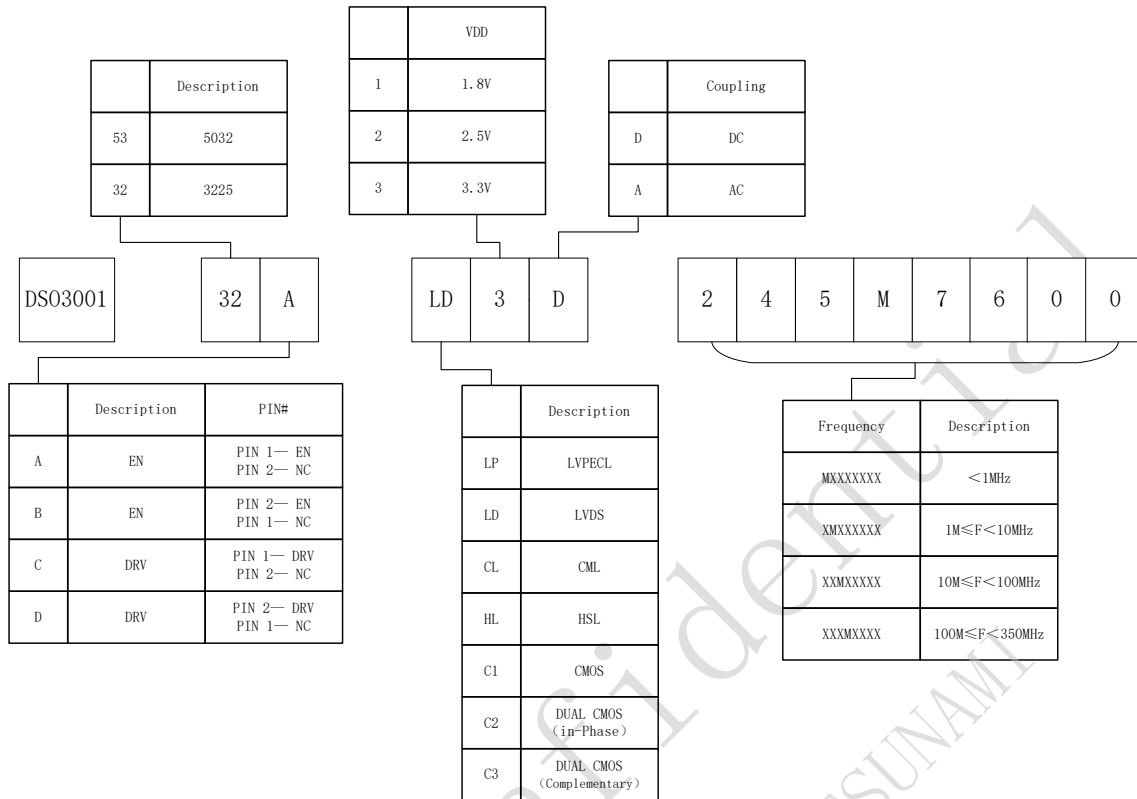 Description
53 5032
32 3225
VDD
1 1.8V
2 2.5V
3 3.3V
Coupling
D DC
A AC
DSO3001 32 A LD 3 D 2 4 5 M 7 6 0 0
Description PIN#
A EN PIN 1— EN
PIN 2— NC
B EN PIN 2— EN
PIN 1— NC
C DRV PIN 1— DRV
PIN 2— NC
D DRV PIN 2— DRV
PIN 1— NC
Description
LP LVPECL
LD LVDS
CL CML
HL HSL
C1 CMOS
C2 DUAL CMOS
(in-Phase)
C3 DUAL CMOS
(Complementary)
Frequency Description
MXXXXXXX <1MHz
XMXXXXXX 1M≤F<10MHz
XXMXXXXX 10M≤F<100MHz
XXXMXXXX 100M≤F<350MHz
fidential
TSUNAMI